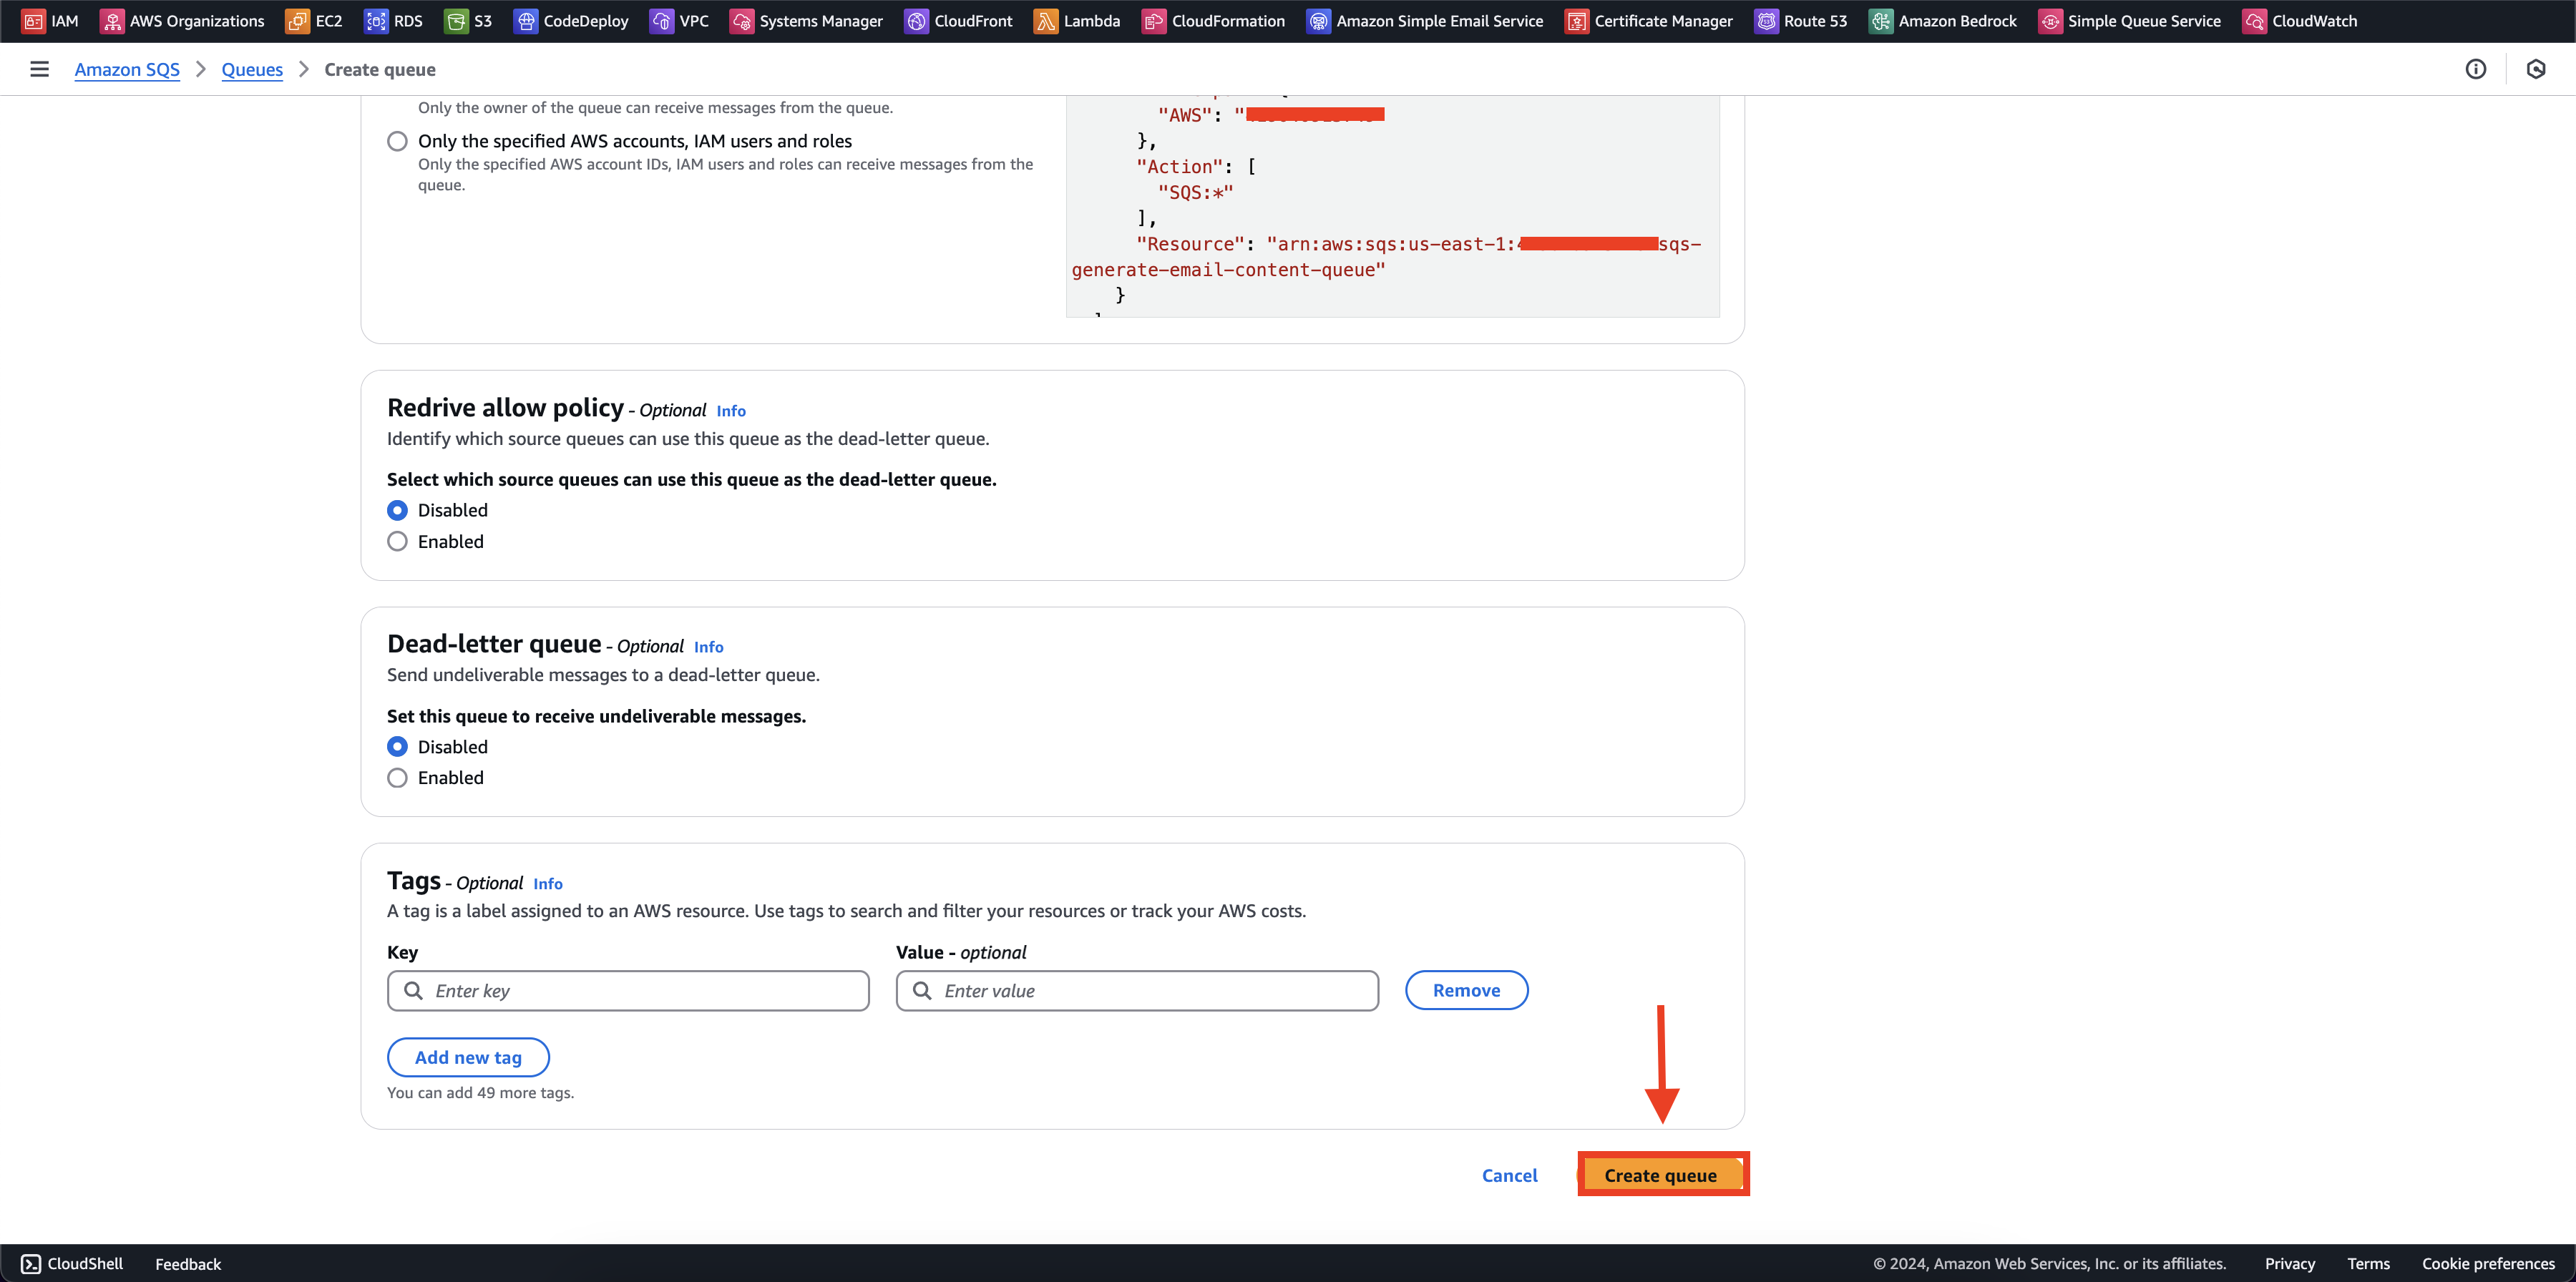 IAM AWS Organizations EC2 RDS S3 CodeDeploy VPC Systems Manager CloudFront Lambda CloudFormation Amazon Simple Email Service Certificate Manager Route 53 Amazon Bedrock Simple Queue Service CloudWatch
Amazon SQS > Queues > Create queue
Only the owner of the queue can receive messages from the queue.
Only the specified AWS accounts, IAM users and roles
Only the specified AWS account IDs, IAM users and roles can receive messages from the
queue.
"AWS": "
},
"Action": [
"SQS:*"
],
"Resource": "arn:aws:sqs:us-east-1: sqs-
generate-email-content-queue"
}
Redrive allow policy - Optional Info
Identify which source queues can use this queue as the dead-letter queue.
Select which source queues can use this queue as the dead-letter queue.
Disabled
Enabled
Dead-letter queue - Optional Info
Send undeliverable messages to a dead-letter queue.
Set this queue to receive undeliverable messages.
Disabled
Enabled
Tags - Optional Info
A tag is a label assigned to an AWS resource. Use tags to search and filter your resources or track your AWS costs.
Key Value - optional
Enter key Enter value Remove
Add new tag
You can add 49 more tags.
Cancel Create queue
CloudShell Feedback © 2024, Amazon Web Services, Inc. or its affiliates. Privacy Terms Cookie preferences